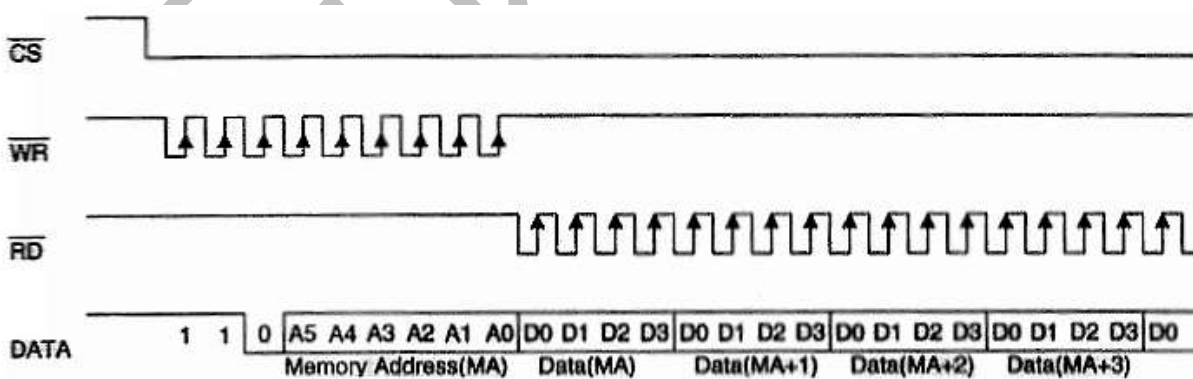 CS
WR
RD
DATA 1 1 0 A5 A4 A3 A2 A1 A0 D0 D1 D2 D3 D0 D1 D2 D3 D0 D1 D2 D3 D0 D1 D2 D3 D0
Memory Address(MA) Data(MA) Data(MA+1) Data(MA+2) Data(MA+3)